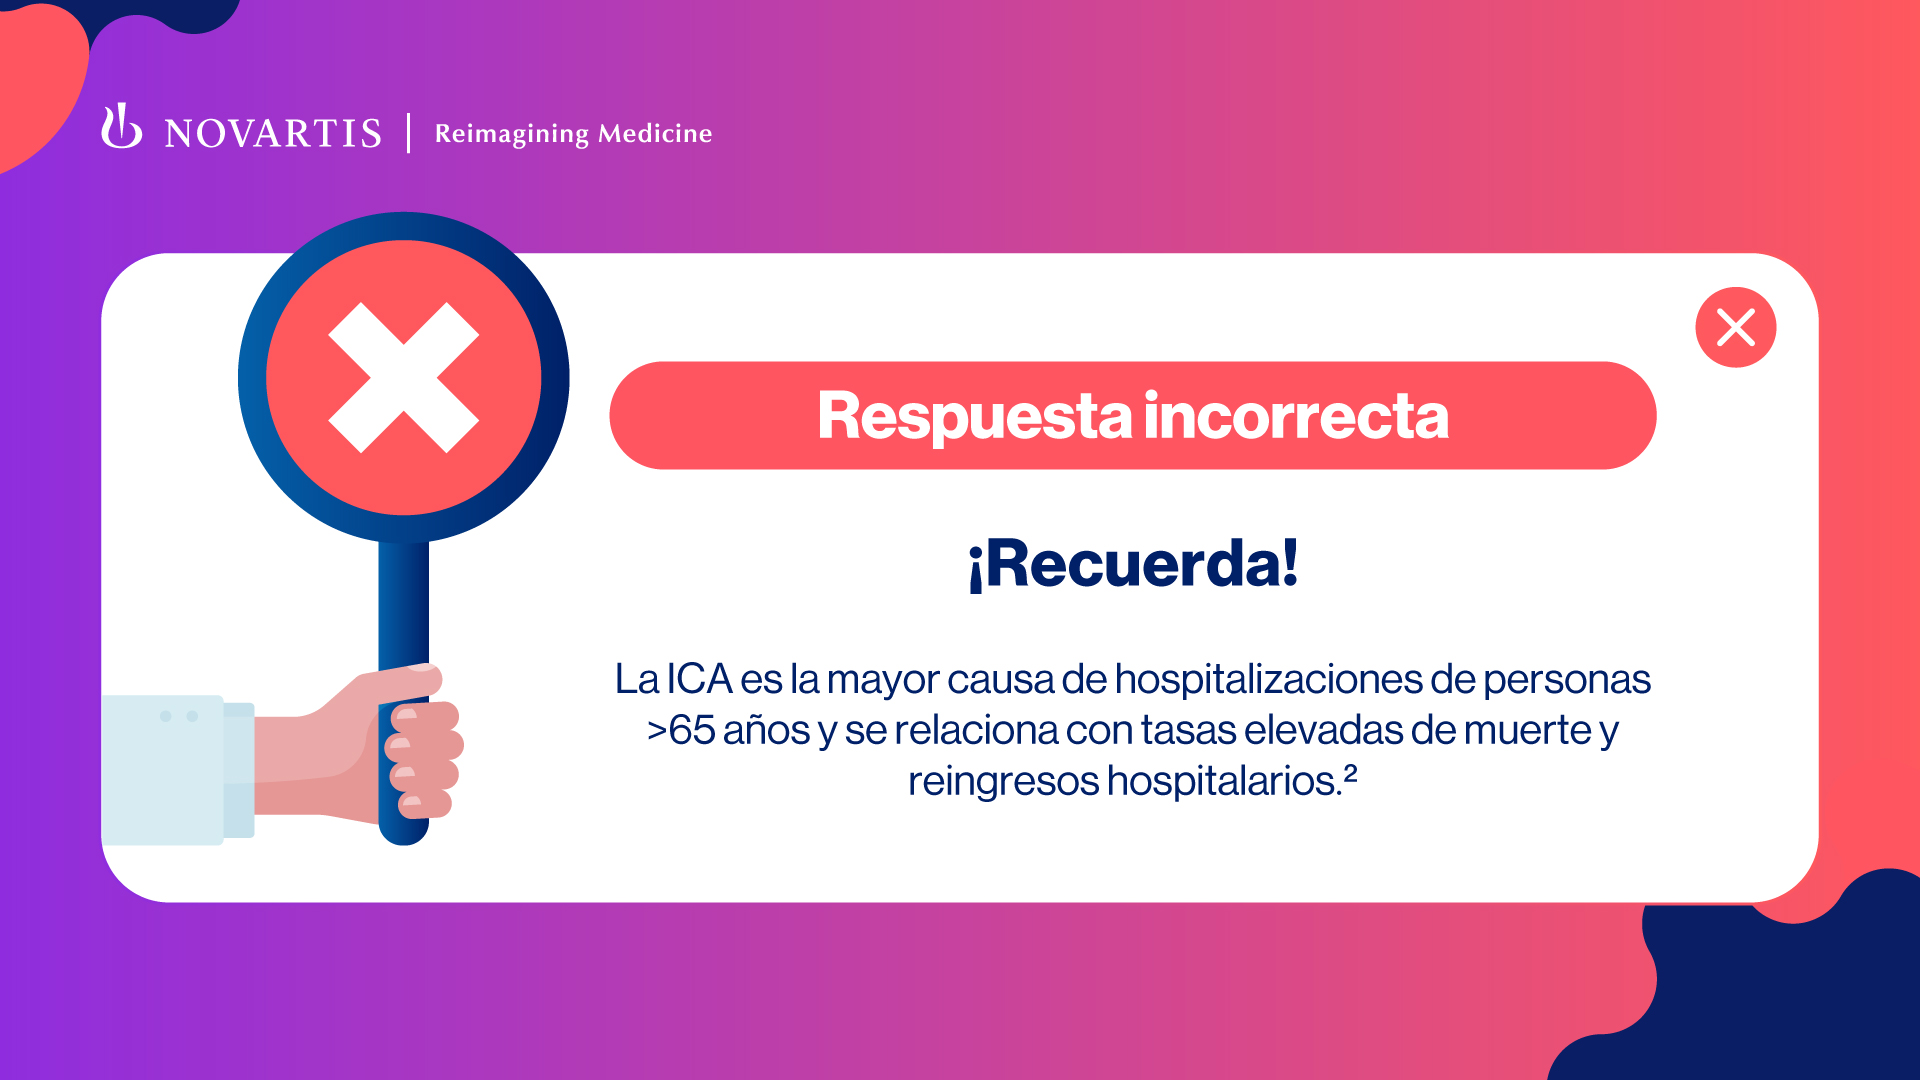 NOVARTIS | Reimagining Medicine
Respuesta incorrecta
¡Recuerda!
La ICA es la mayor causa de hospitalizaciones de personas
>65 años y se relaciona con tasas elevadas de muerte y
reingresos hospitalarios.²